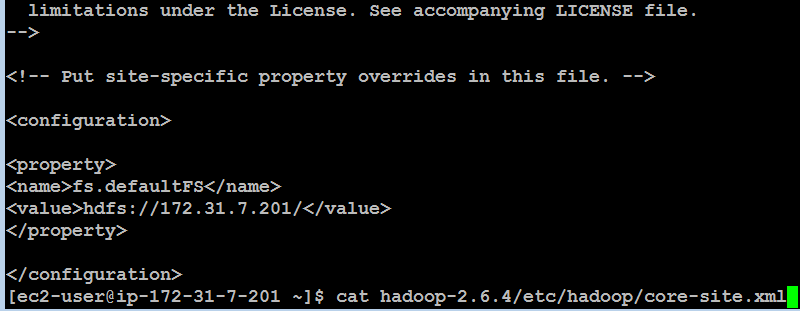 limitations under the License. See accompanying LICENSE file.
-->
<!-- Put site-specific property overrides in this file. -->
<configuration>
<property>
<name>fs.defaultFS</name>
<value>hdfs://172.31.7.201/</value>
</property>
</configuration>
[ec2-user@ip-172-31-7-201 ~]$ cat hadoop-2.6.4/etc/hadoop/core-site.xml